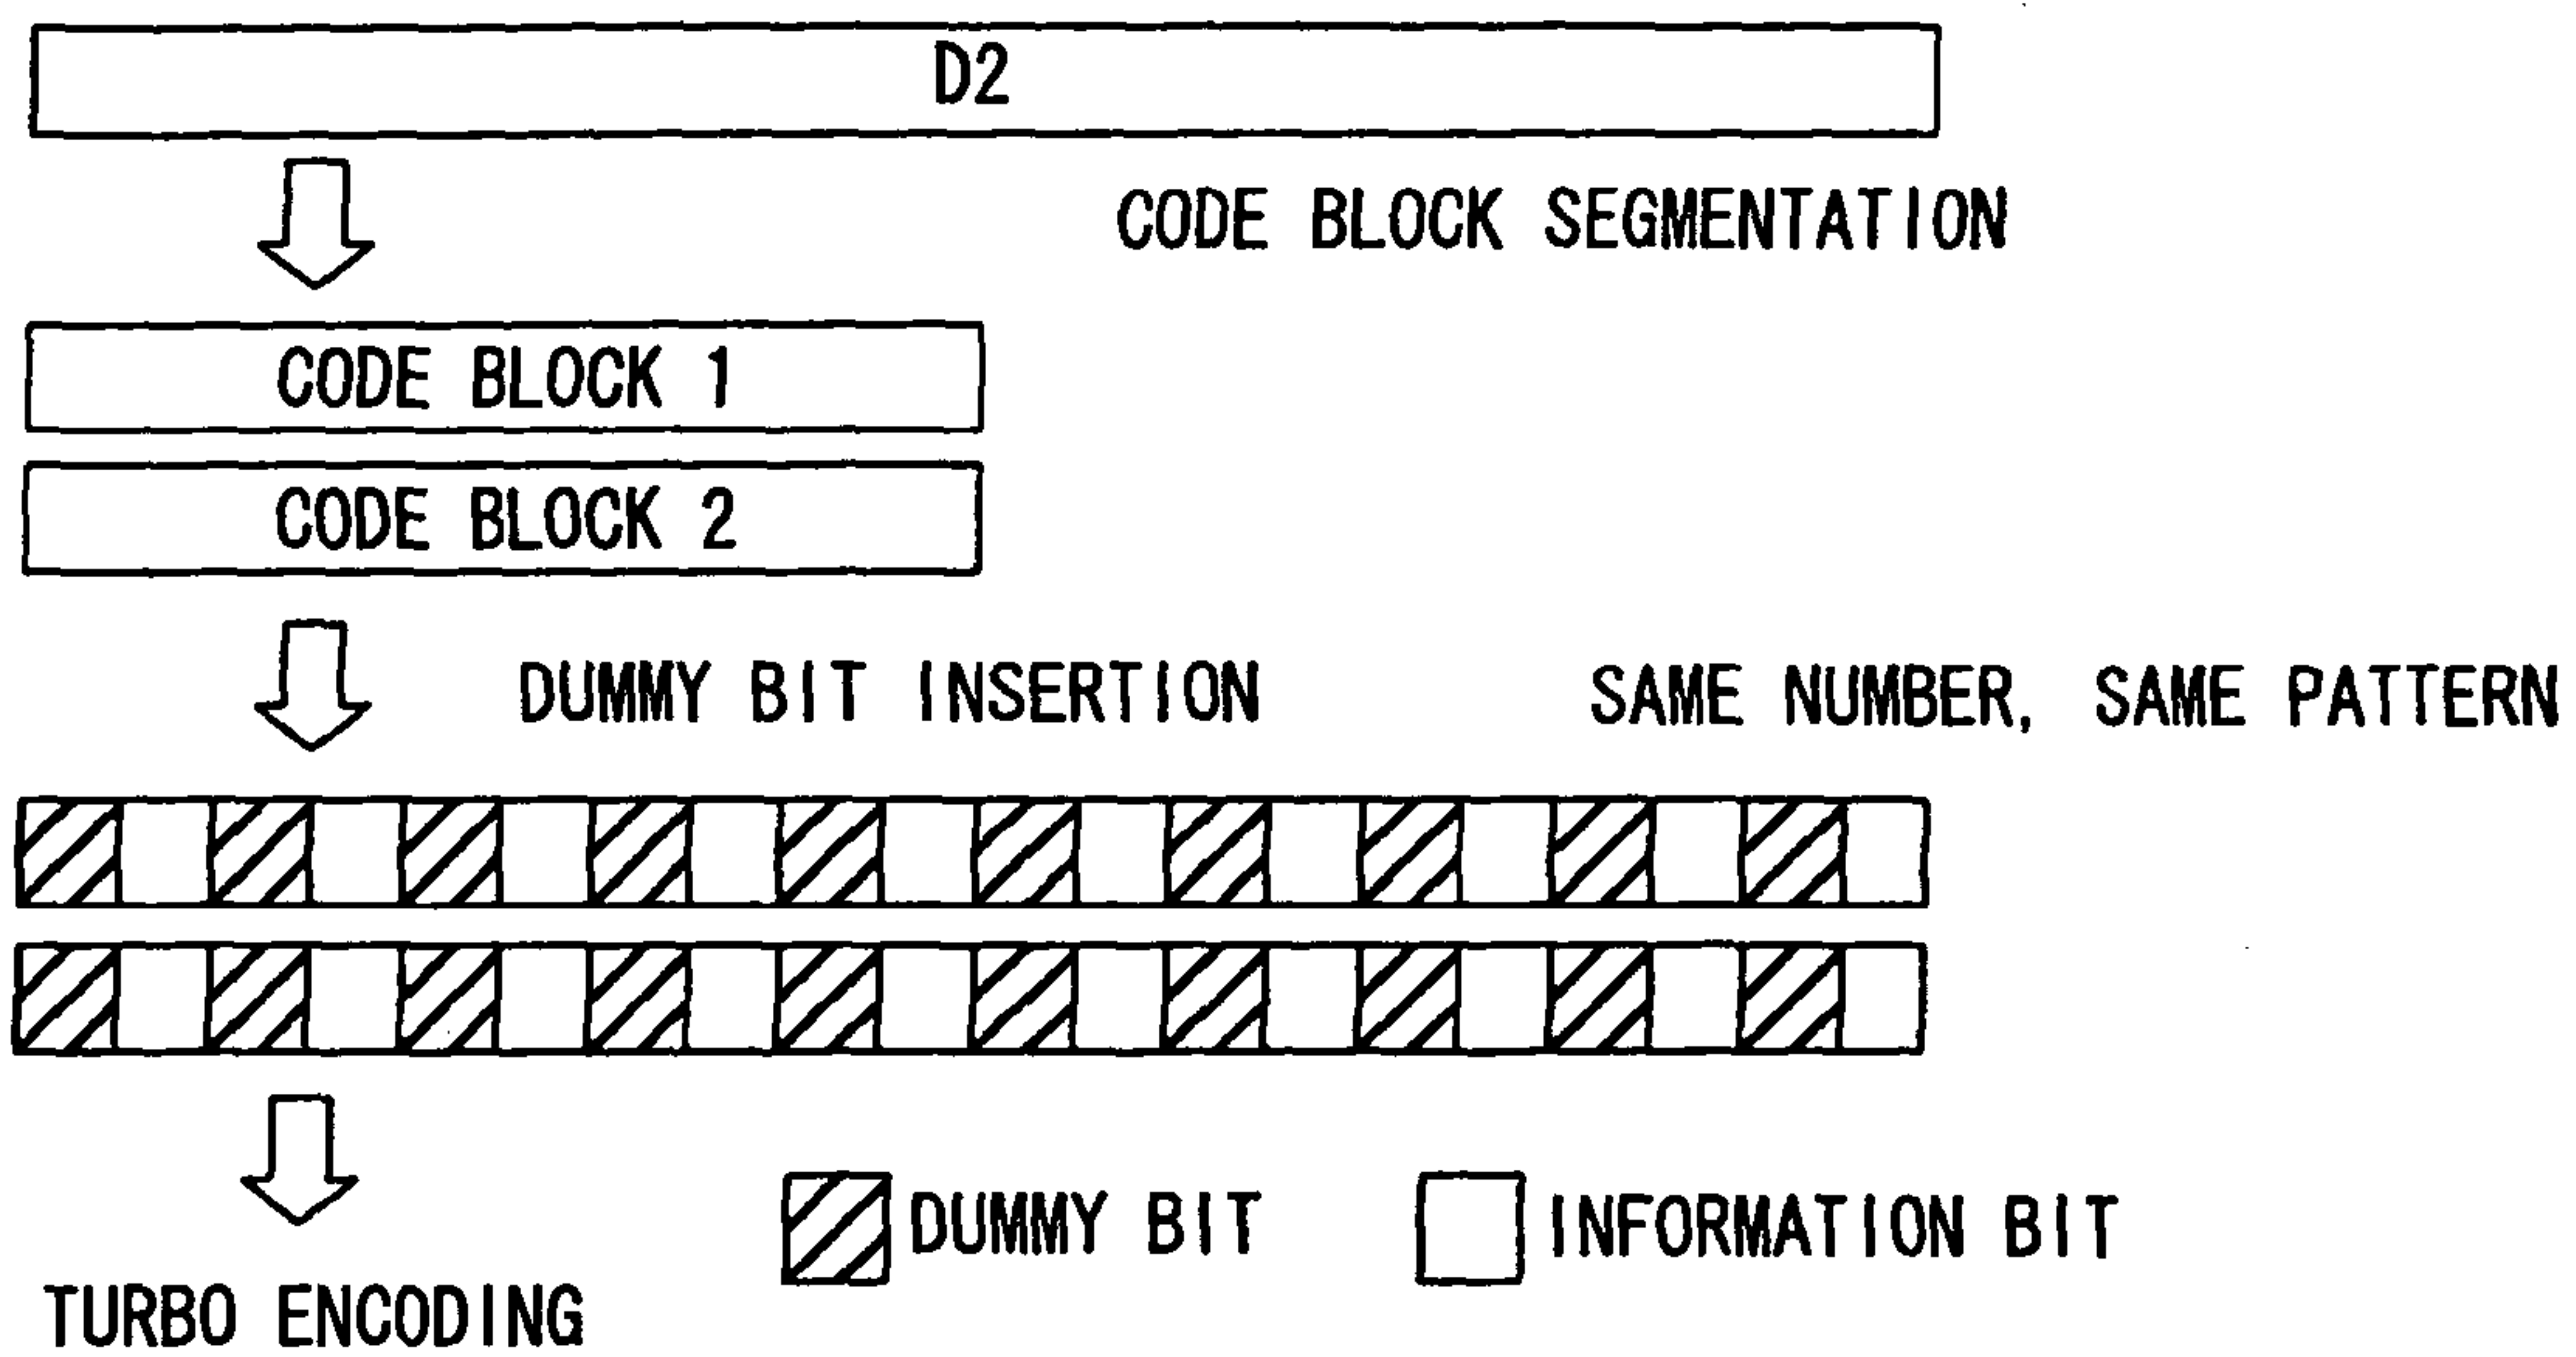 D2
CODE BLOCK SEGMENTATION
CODE BLOCK 1
CODE BLOCK 2
DUMMY BIT INSERTION
SAME NUMBER, SAME PATTERN
DUMMY BIT
INFORMATION BIT
TURBO ENCODING